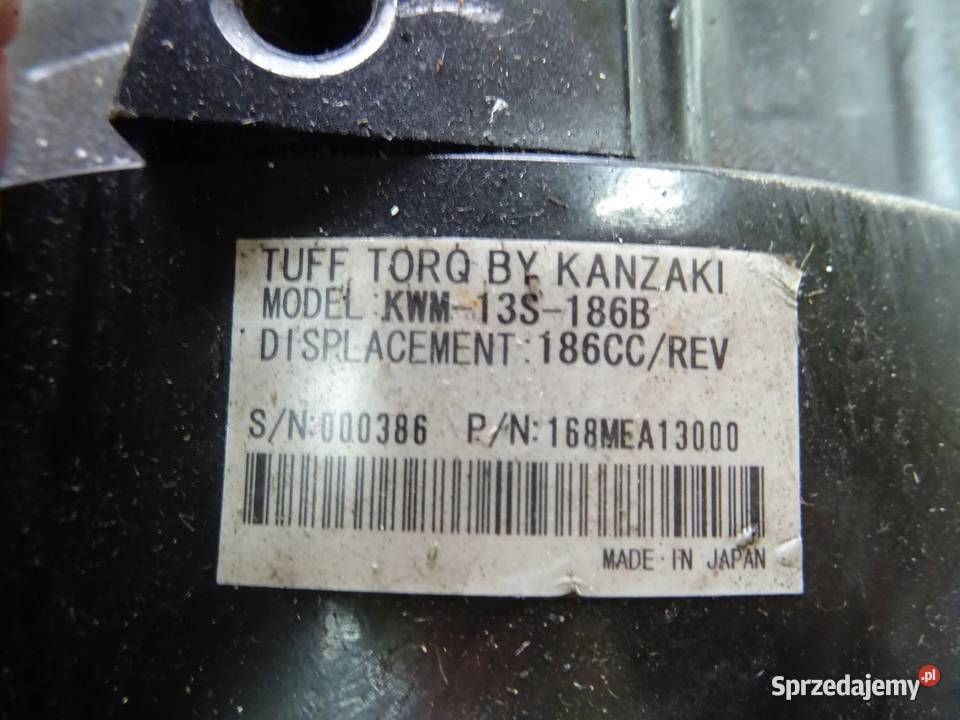 TUFF TORQ BY KANZAKI
MODEL:KWM-13S-186B
DISPLACEMENT:186CC/REV
S/N:000386 P/N:168MEA13000
MADE IN JAPAN
Sprzedajemy.pl